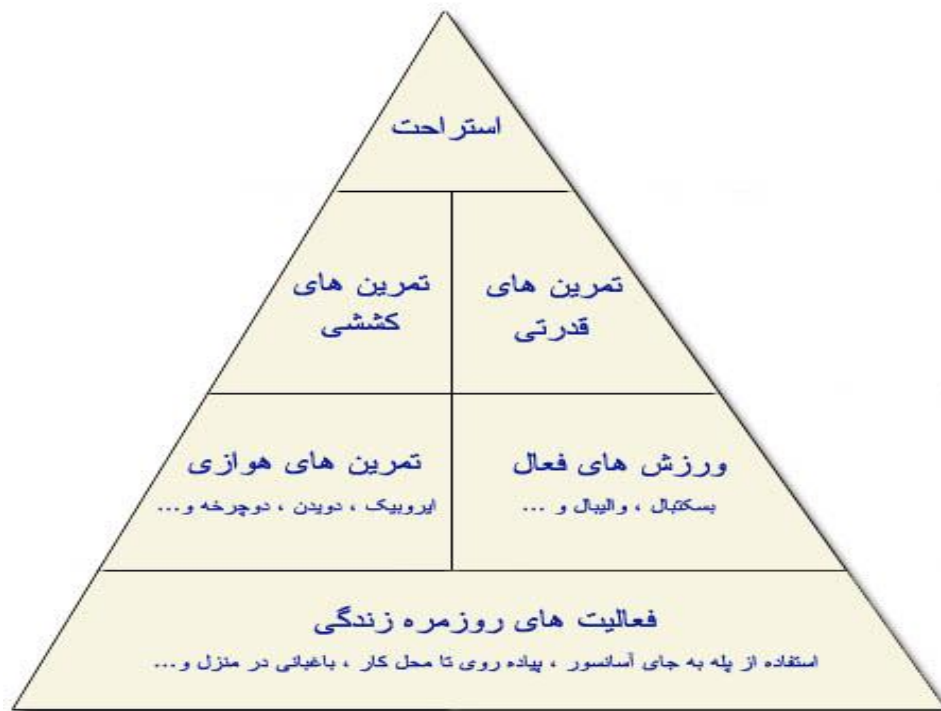 استراحت
تمرین های
قدرتی
تمرین های
کششی
ورزش های فعال
بسکتبال ، والیبال و ...
تمرین های هوازی
ایروبیک ، دویدن ، دوچرخه و...
فعالیت های روزمره زندگی
استفاده از پله به جای آسانسور ، پیاده روی تا محل کار ، باغبانی در منزل و...